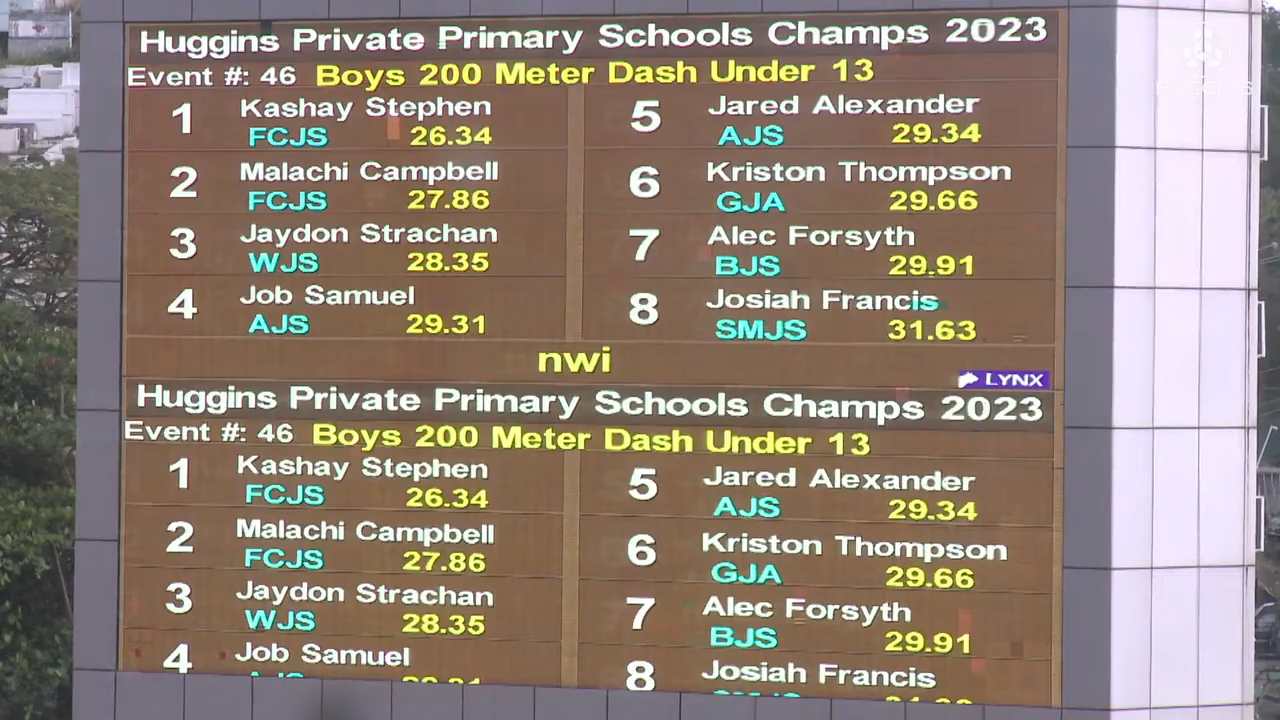 Huggins Private Primary Schools Champs 2023
Event #: 46 Boys 200 Meter Dash Under 13
1 Kashay Stephen
FCJS 26.34
2 Malachi Campbell
FCJS 27.86
3 Jaydon Strachan
WJS 28.35
4 Job Samuel
AJS 29.31
5 Jared Alexander
AJS 29.34
6 Kriston Thompson
GJA 29.66
7 Alec Forsyth
BJS 29.91
8 Josiah Francis
SMJS 31.63
nwi
LYNX
Huggins Private Primary Schools Champs 2023
Event #: 46 Boys 200 Meter Dash Under 13
1 Kashay Stephen
FCJS 26.34
2 Malachi Campbell
FCJS 27.86
3 Jaydon Strachan
WJS 28.35
4 Job Samuel
5 Jared Alexander
AJS 29.34
6 Kriston Thompson
GJA 29.66
7 Alec Forsyth
BJS 29.91
8 Josiah Francis